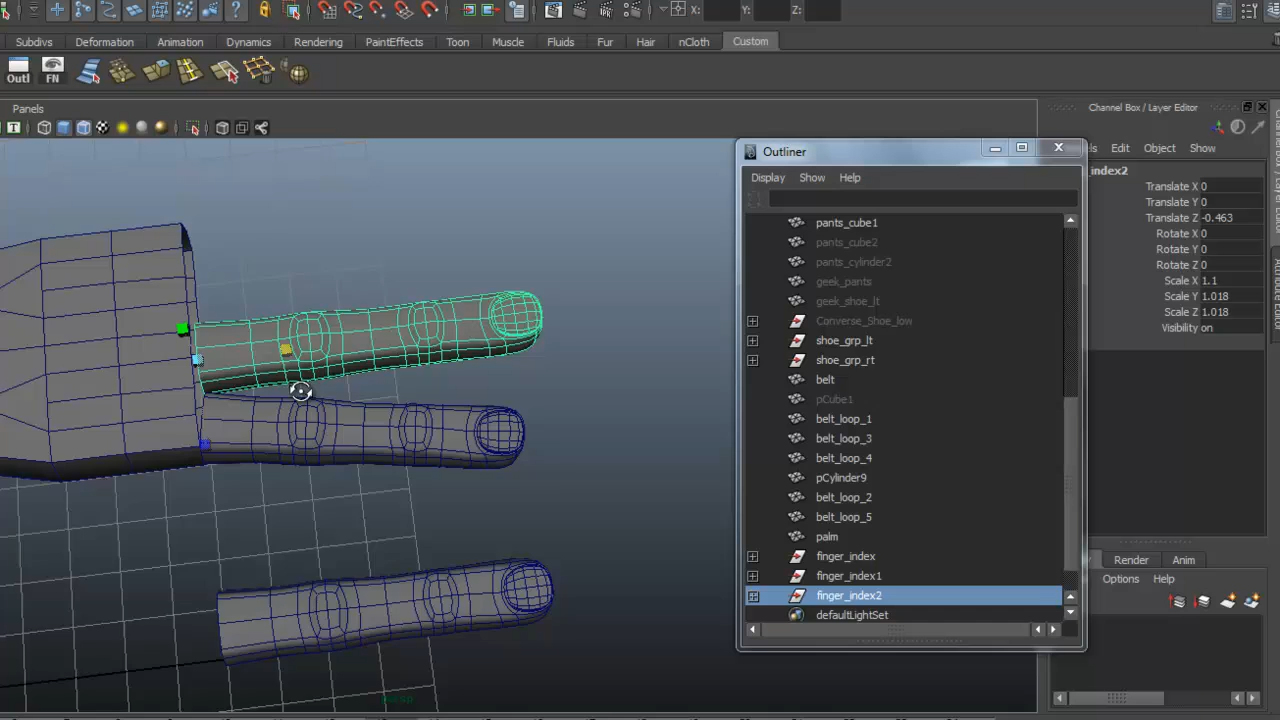 X: Y: Z:
Subdivs Deformation Animation Dynamics Rendering PaintEffects Toon Muscle Fluids Fur Hair nCloth Custom
Outl FN
Panels
Channel Box / Layer Editor
T
Edit Object Show
_index2
Translate X 0
Translate Y 0
Translate Z -0.463
Rotate X 0
Rotate Y 0
Rotate Z 0
Scale X 1.1
Scale Y 1.018
Scale Z 1.018
Visibility on
Render Anim
Options Help
Outliner
Display Show Help
pants_cube1
pants_cube2
pants_cylinder2
geek_pants
geek_shoe_lt
Converse_Shoe_low
shoe_grp_lt
shoe_grp_rt
belt
pCube1
belt_loop_1
belt_loop_3
belt_loop_4
pCylinder9
belt_loop_2
belt_loop_5
palm
finger_index
finger_index1
finger_index2
defaultLightSet
persp